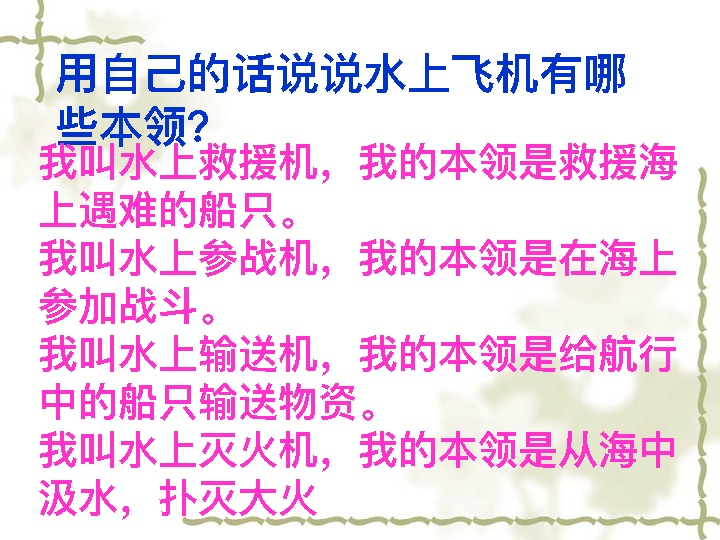 用自己的话说说水上飞机有哪
些本领?
我叫水上救援机，我的本领是救援海
上遇难的船只。
我叫水上参战机，我的本领是在海上
参加战斗。
我叫水上输送机，我的本领是给航行
中的船只输送物资。
我叫水上灭火机，我的本领是从海中
汲水，扑灭大火